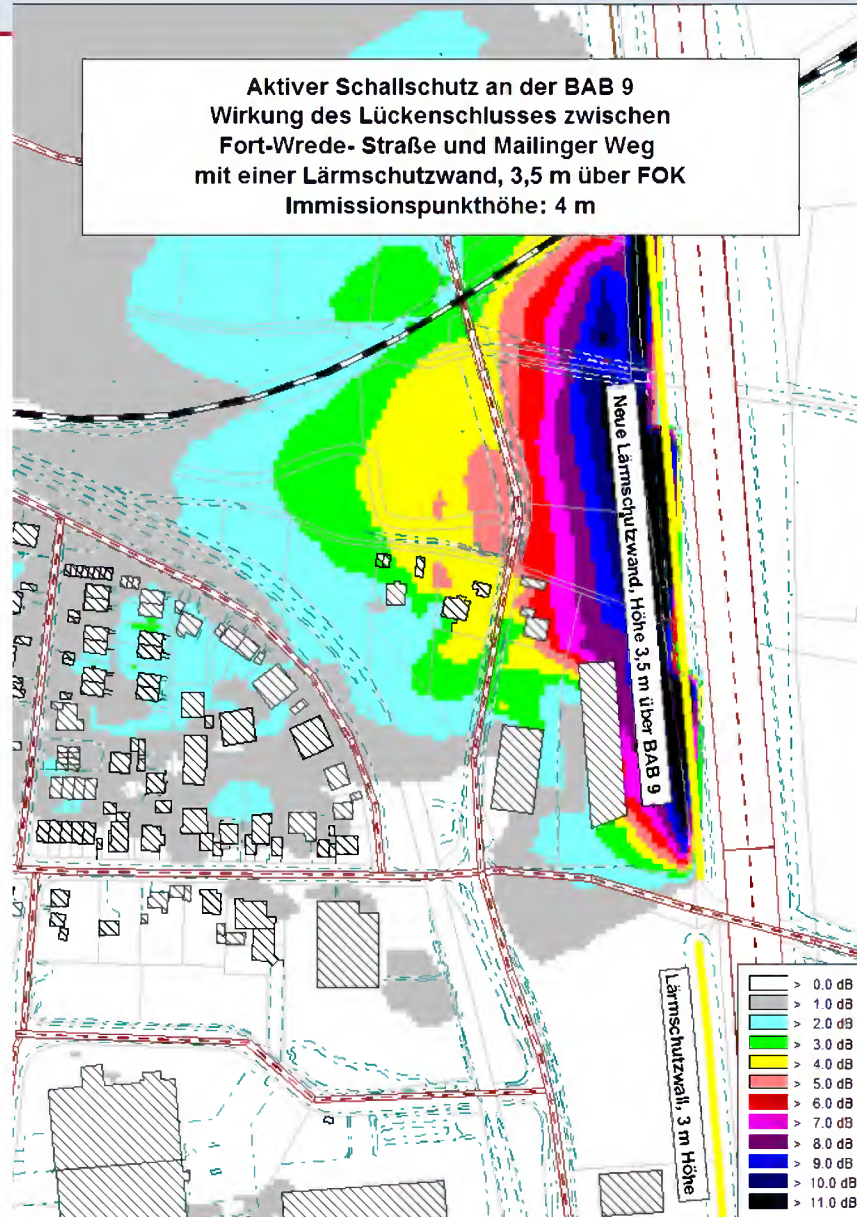 Aktiver Schallschutz an der BAB 9
Wirkung des Lückenschlusses zwischen
Fort-Wrede- Straße und Mailinger Weg
mit einer Lärmschutzwand, 3,5 m über FOK
Immissionspunkthöhe: 4 m
Neue Lärmschutzwand, Höhe 3,5 m über BAB 9
Lärmschutzwall, 3 m Höhe
> 0.0 dB
> 1.0 dB
> 2.0 dB
> 3.0 dB
> 4.0 dB
> 5.0 dB
> 6.0 dB
> 7.0 dB
> 8.0 dB
> 9.0 dB
> 10.0 dB
> 11.0 dB